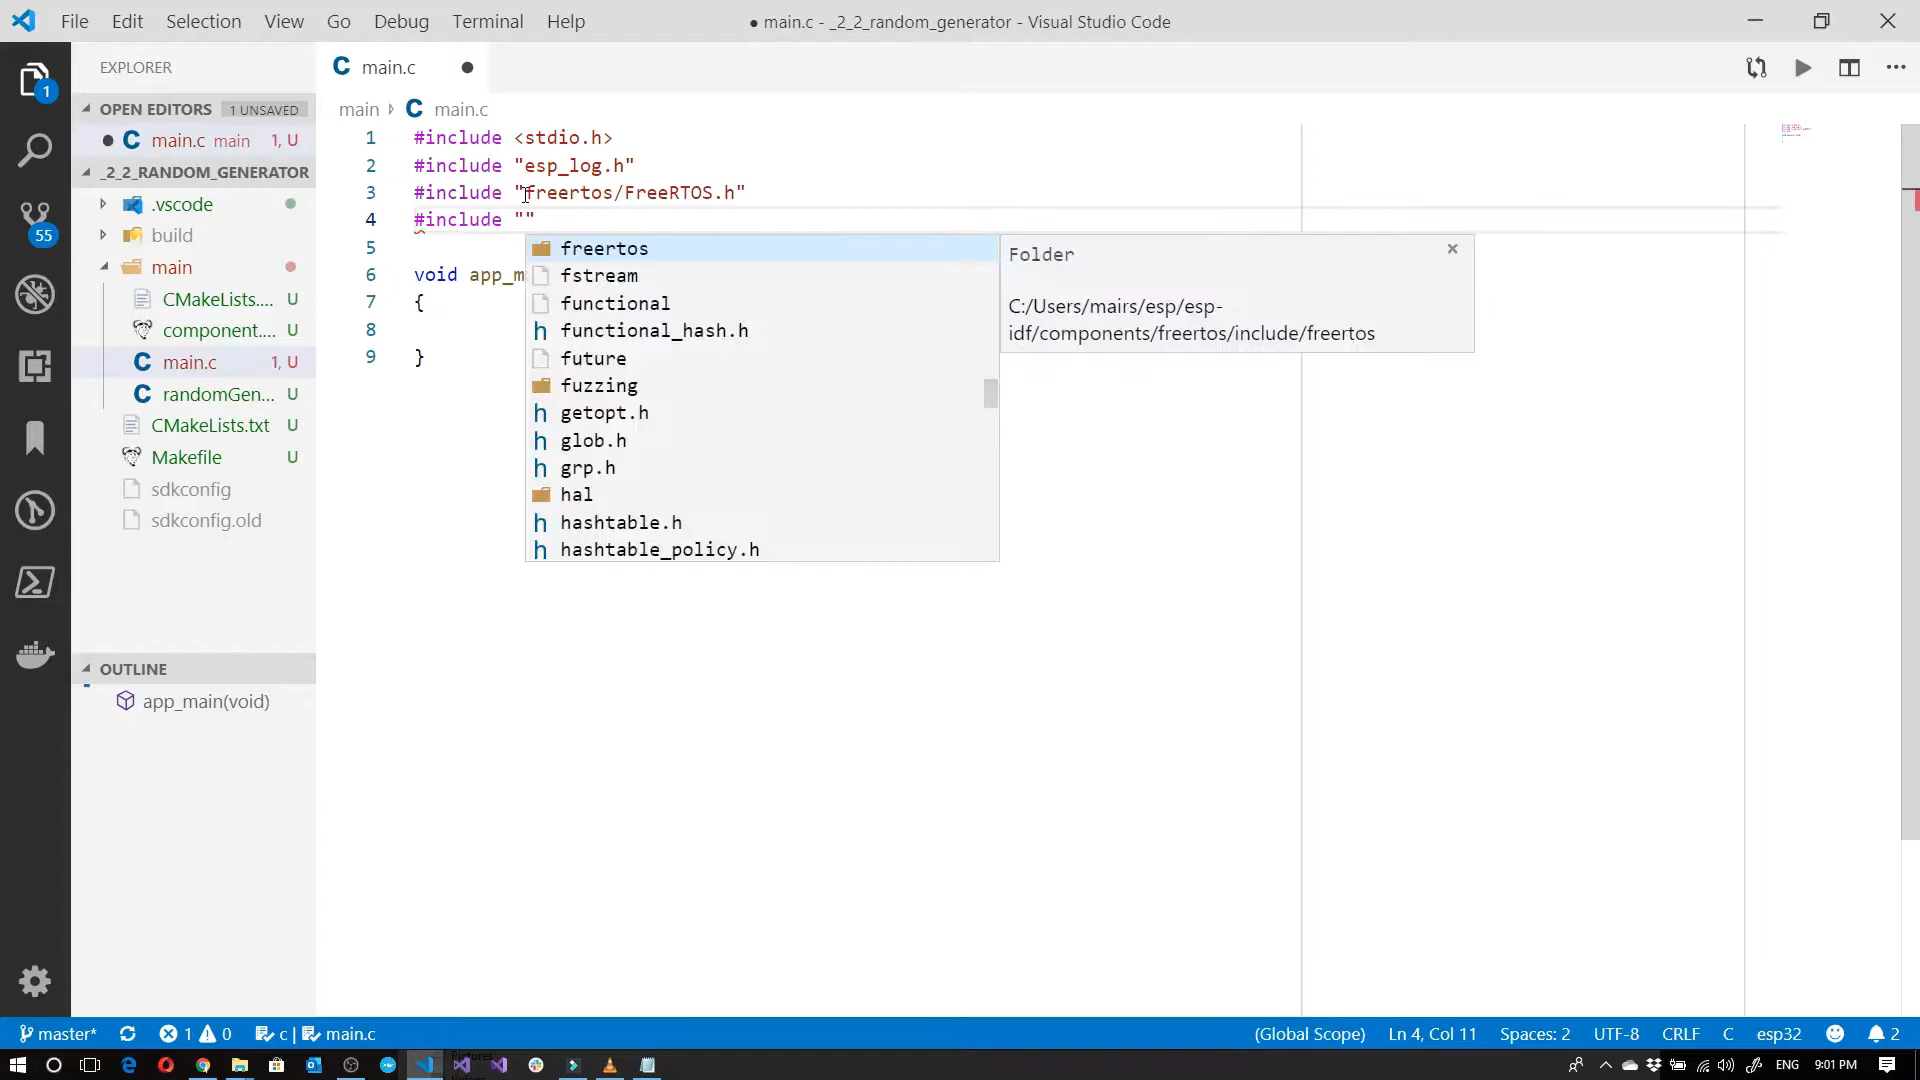 File Edit Selection View Go Debug Terminal Help
● main.c - _2_2_random_generator - Visual Studio Code
EXPLORER
OPEN EDITORS 1 UNSAVED
main.c main 1, U
_2_2_RANDOM_GENERATOR
.vscode
build
main
CMakeLists.... U
component.... U
main.c 1, U
randomGen... U
CMakeLists.txt U
Makefile U
sdkconfig
sdkconfig.old
OUTLINE
app_main(void)
1
55
C main.c
main C main.c
1 #include <stdio.h>
2 #include "esp_log.h"
3 #include "freertos/FreeRTOS.h"
4 #include ""
5
6 void app_m
7 {
8
9 }
freertos
fstream
functional
h functional_hash.h
future
fuzzing
h getopt.h
h glob.h
h grp.h
hal
h hashtable.h
h hashtable_policy.h
Folder
C:/Users/mairs/esp/esp-
idf/components/freertos/include/freertos
master* 1 0 c | main.c
(Global Scope) Ln 4, Col 11 Spaces: 2 UTF-8 CRLF C esp32 2
Pictures
ENG 9:01 PM